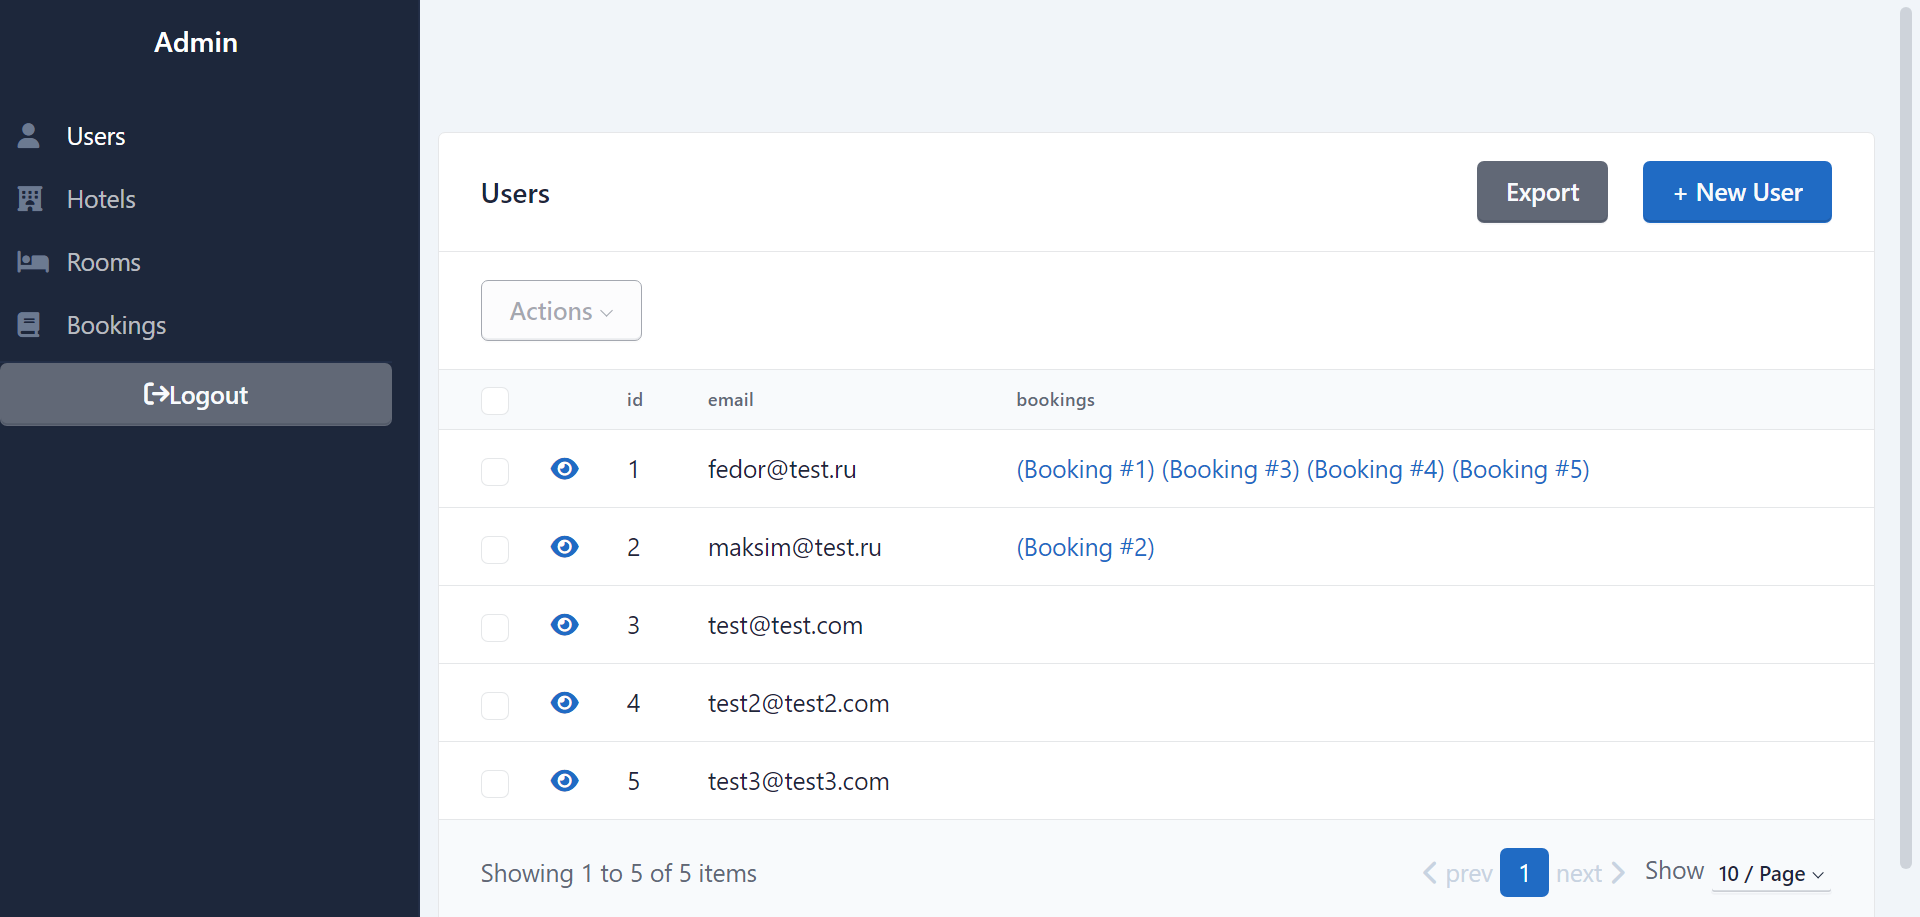 Admin
Users
Hotels
Rooms
Bookings
Logout
Users
Export
+ New User
Actions
id email bookings
1 fedor@test.ru (Booking #1) (Booking #3) (Booking #4) (Booking #5)
2 maksim@test.ru (Booking #2)
3 test@test.com
4 test2@test2.com
5 test3@test3.com
Showing 1 to 5 of 5 items
prev 1 next Show 10 / Page